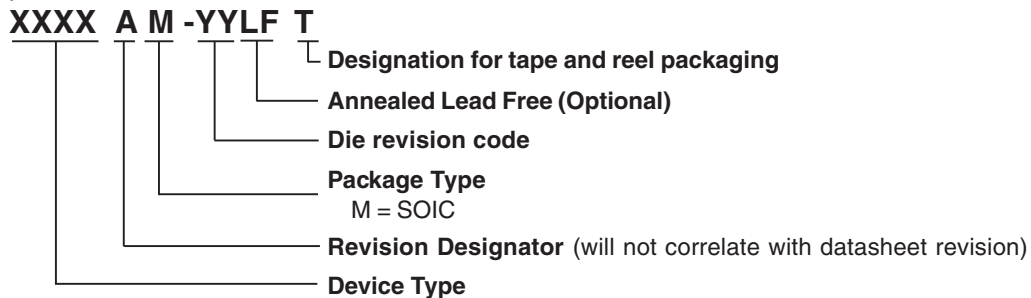 XXXX A M -YYLF T
Designation for tape and reel packaging
Annealed Lead Free (Optional)
Die revision code
Package Type
M = SOIC
Revision Designator (will not correlate with datasheet revision)
Device Type